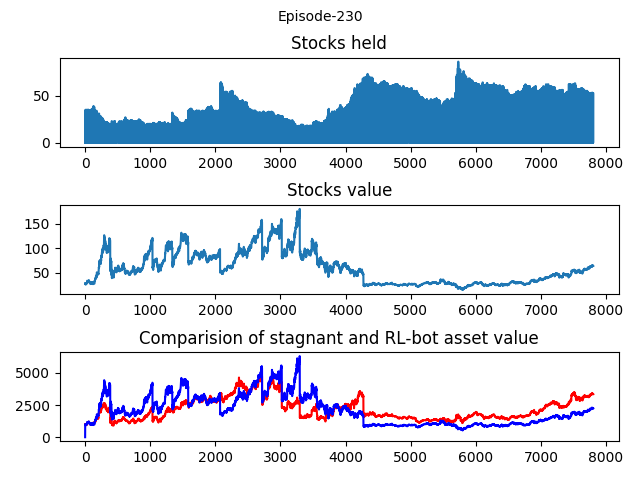 Episode-230
Stocks held
50
0
0 1000 2000 3000 4000 5000 6000 7000 8000
Stocks value
150
100
50
0 1000 2000 3000 4000 5000 6000 7000 8000
Comparision of stagnant and RL-bot asset value
5000
2500
0
0 1000 2000 3000 4000 5000 6000 7000 8000